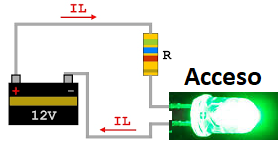 IL
R
Acceso
+ -
12V
IL